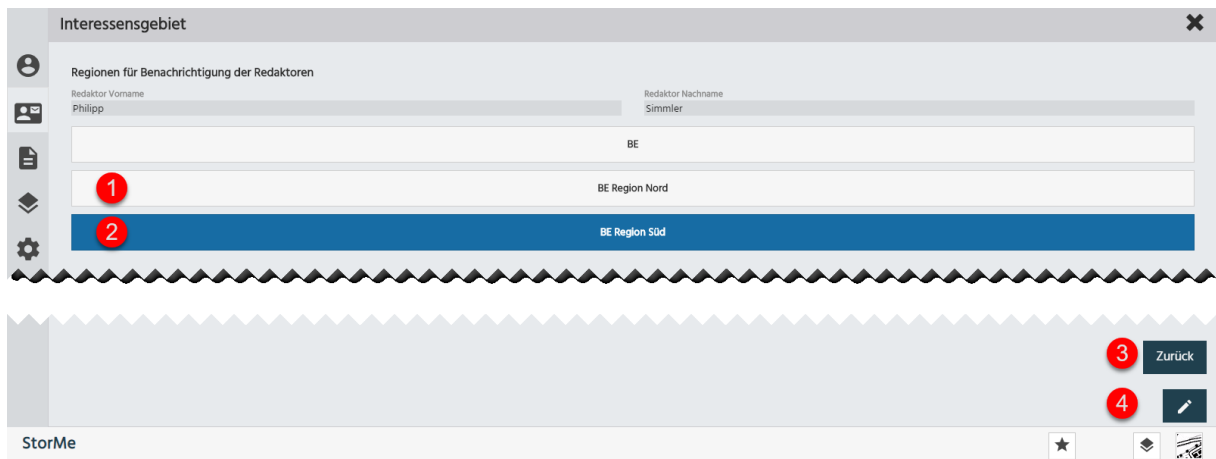 Interessensgebiet
Regionen für Benachrichtigung der Redaktoren
Redaktor Vorname
Redaktor Nachname
Philipp
Simmler
BE
1
BE Region Nord
2
BE Region Süd
3
Zurück
4
StorMe